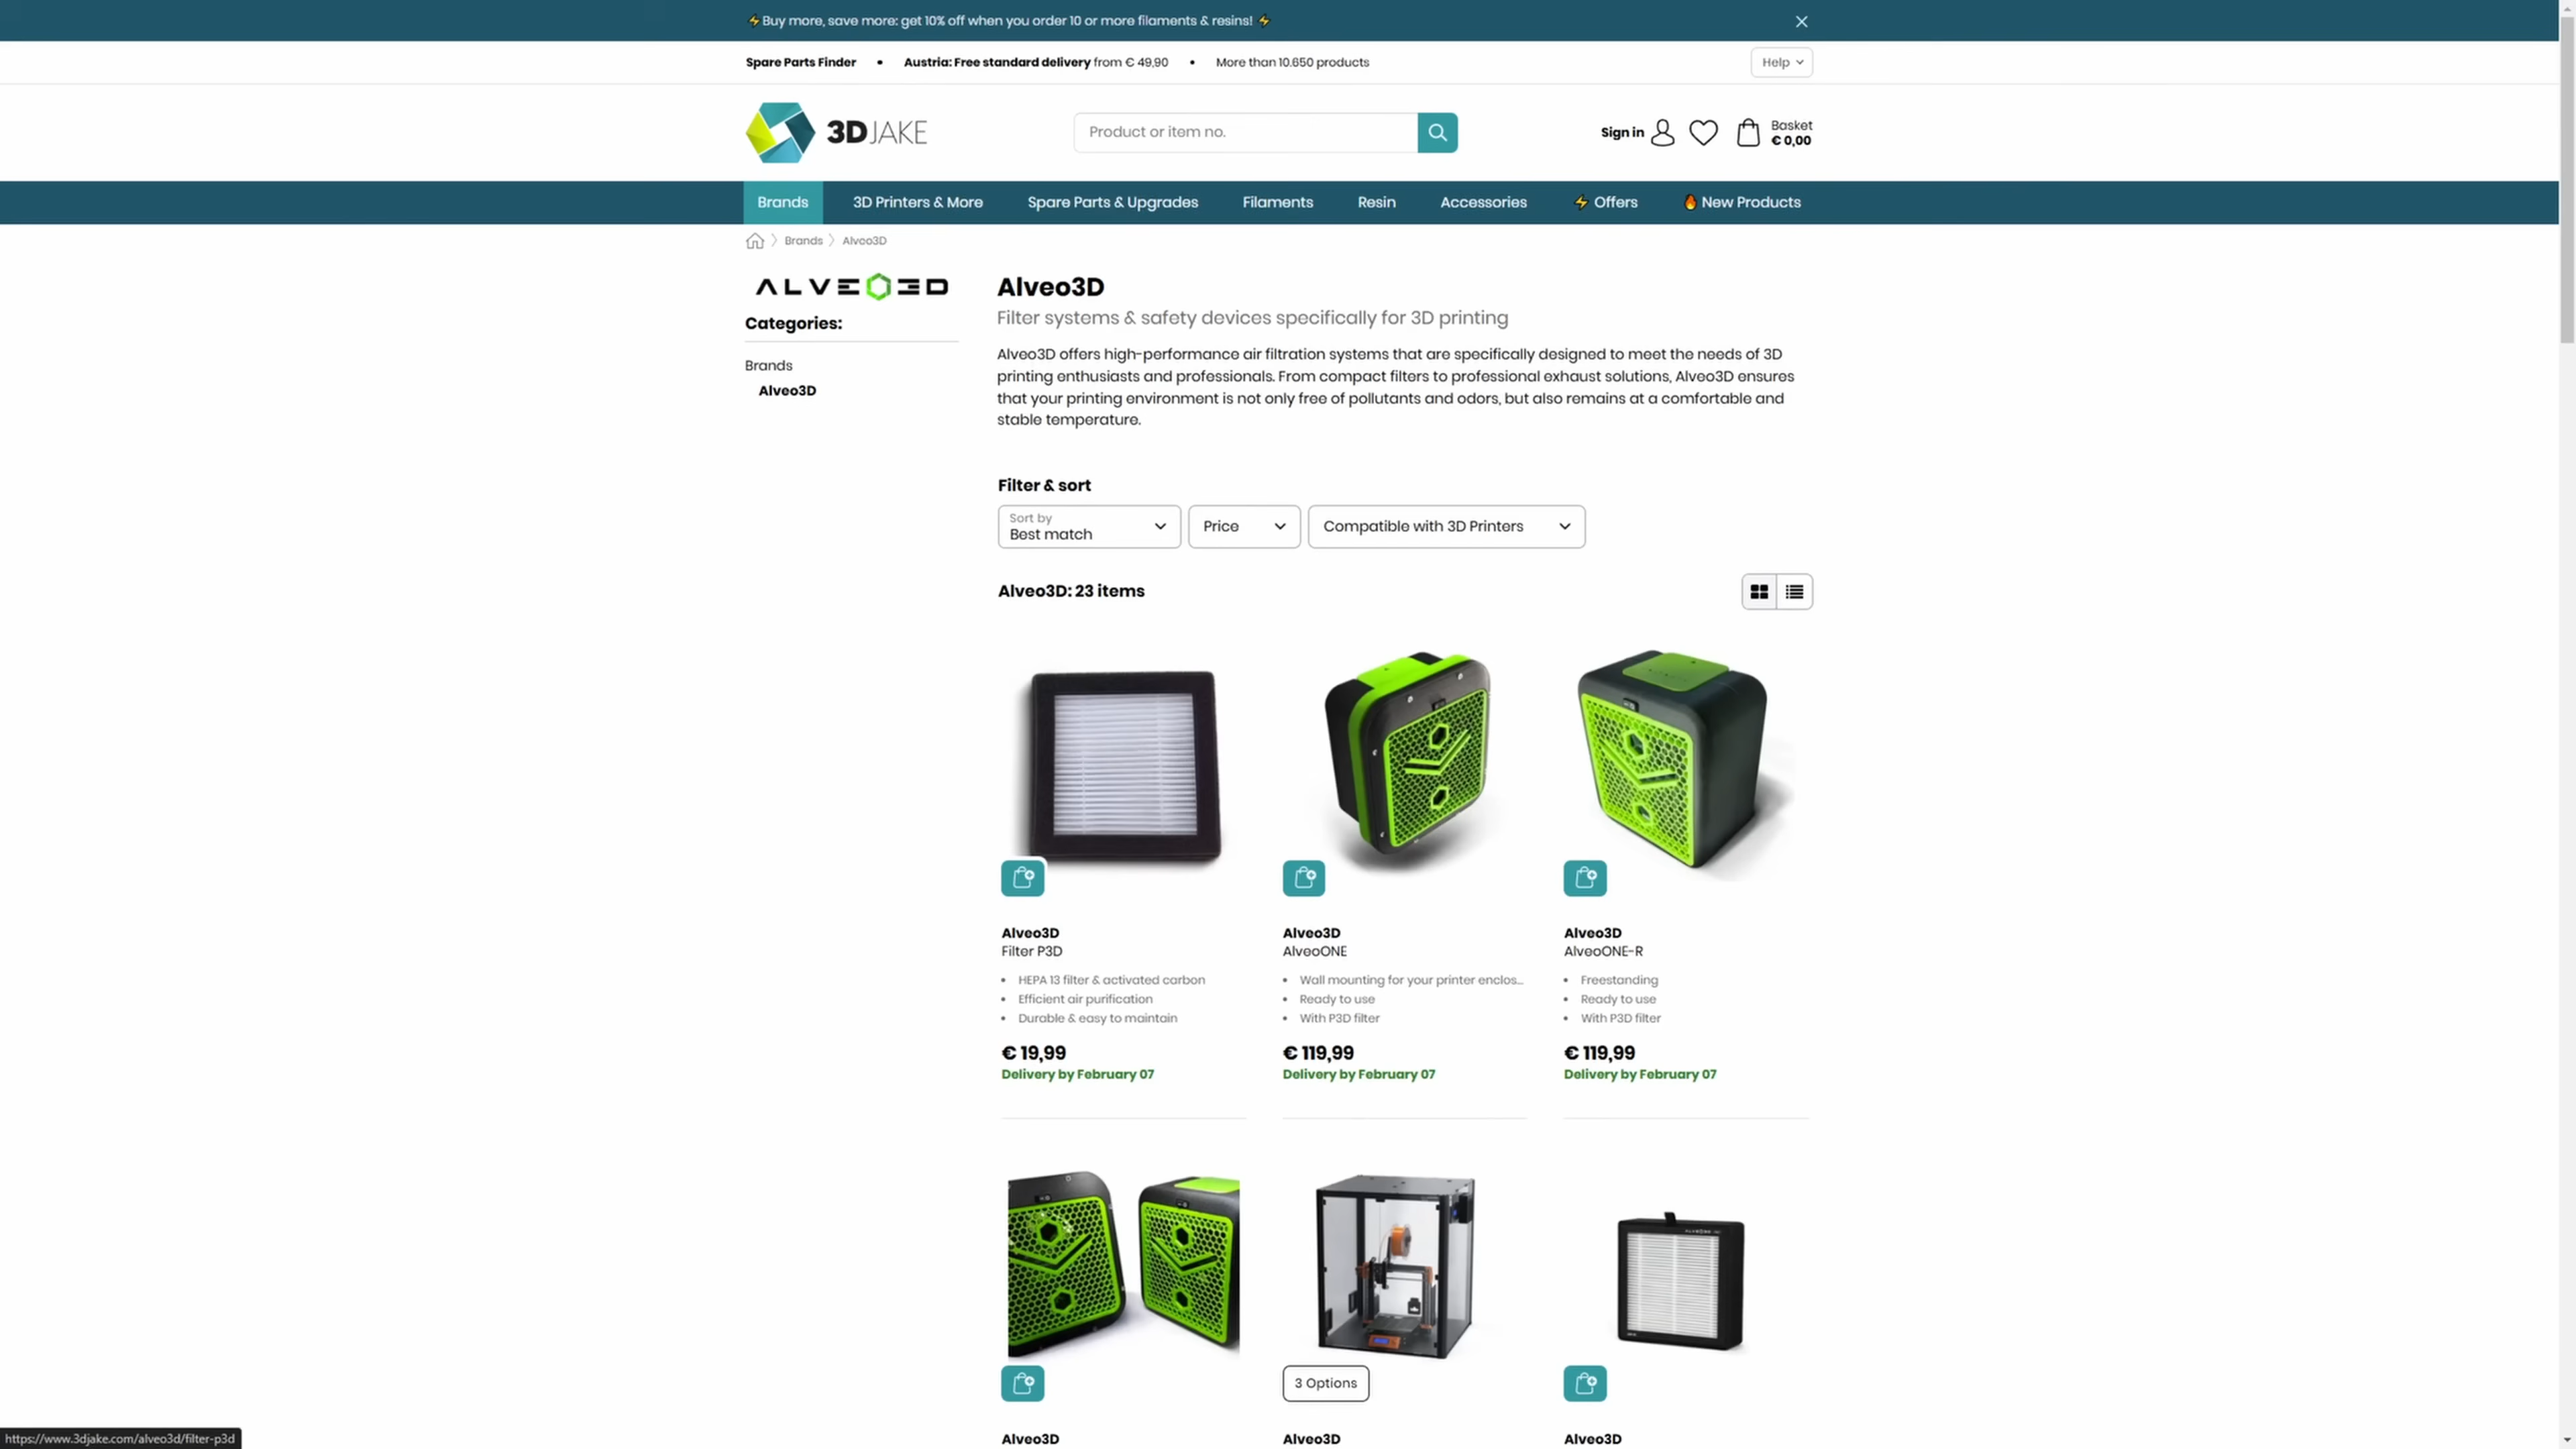 ⚡Buy more, save more: get 10% off when you order 10 or more filaments & resins! ⚡
Spare Parts Finder • Austria: Free standard delivery from € 49,90 • More than 10.650 products
Help
3DJAKE
Product or item no.
Sign in
Basket
€ 0,00
Brands
3D Printers & More
Spare Parts & Upgrades
Filaments
Resin
Accessories
⚡ Offers
🔥 New Products
Brands
Alveo3D
ALVEO3D
Categories:
Brands
Alveo3D
Alveo3D
Filter systems & safety devices specifically for 3D printing
Alveo3D offers high-performance air filtration systems that are specifically designed to meet the needs of 3D
printing enthusiasts and professionals. From compact filters to professional exhaust solutions, Alveo3D ensures
that your printing environment is not only free of pollutants and odors, but also remains at a comfortable and
stable temperature.
Filter & sort
Sort by
Best match
Price
Compatible with 3D Printers
Alveo3D: 23 items
Alveo3D
Filter P3D
• HEPA 13 filter & activated carbon
• Efficient air purification
• Durable & easy to maintain
€ 19,99
Delivery by February 07
Alveo3D
AlveoONE
• Wall mounting for your printer enclos...
• Ready to use
• With P3D filter
€ 119,99
Delivery by February 07
Alveo3D
AlveoONE-R
• Freestanding
• Ready to use
• With P3D filter
€ 119,99
Delivery by February 07
3 Options
Alveo3D
Alveo3D
Alveo3D
https://www.3djake.com/alveo3d/filter-p3d